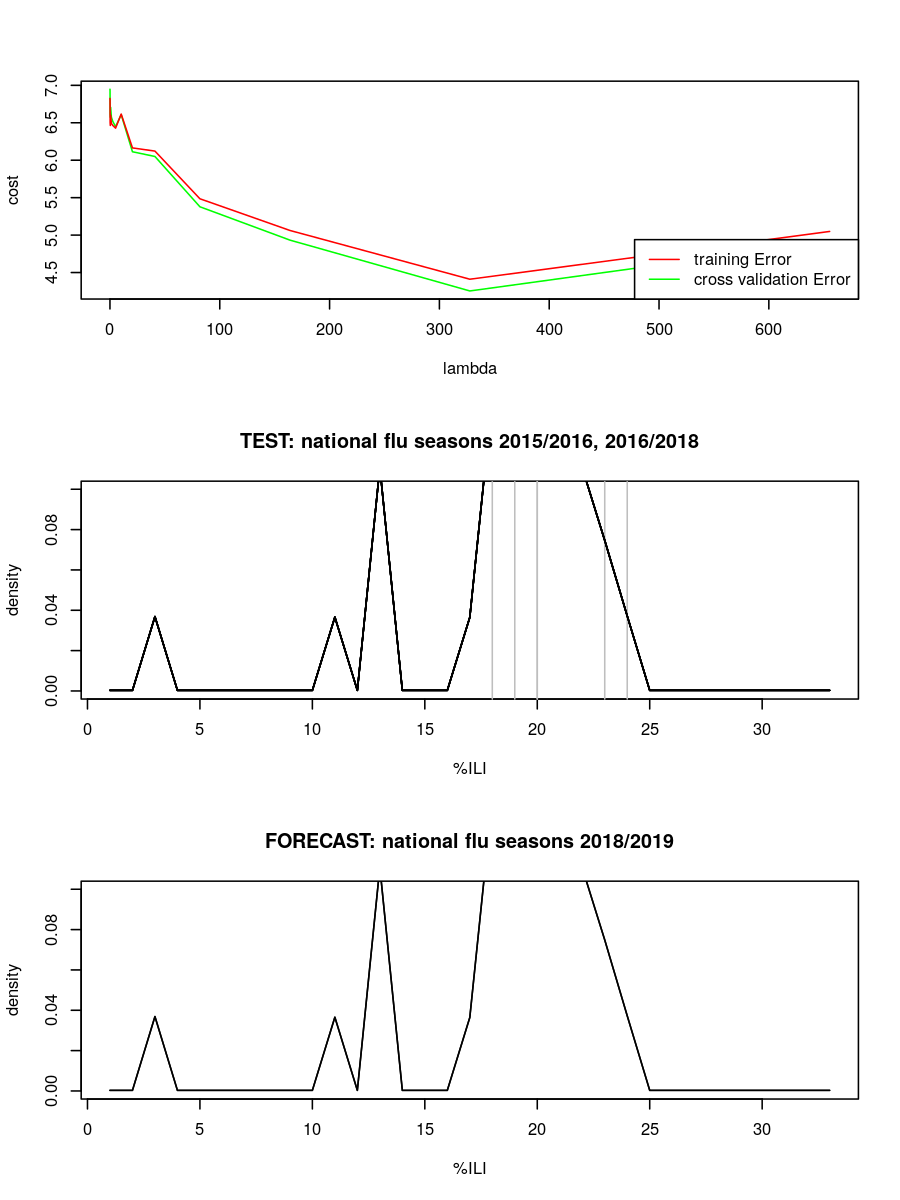 7.0
6.5
6.0
5.5
5.0
4.5
cost
training Error
cross validation Error
0 100 200 300 400 500 600
lambda
TEST: national flu seasons 2015/2016, 2016/2018
0.08
0.04
0.00
density
0 5 10 15 20 25 30
%ILI
FORECAST: national flu seasons 2018/2019
0.08
0.04
0.00
density
0 5 10 15 20 25 30
%ILI